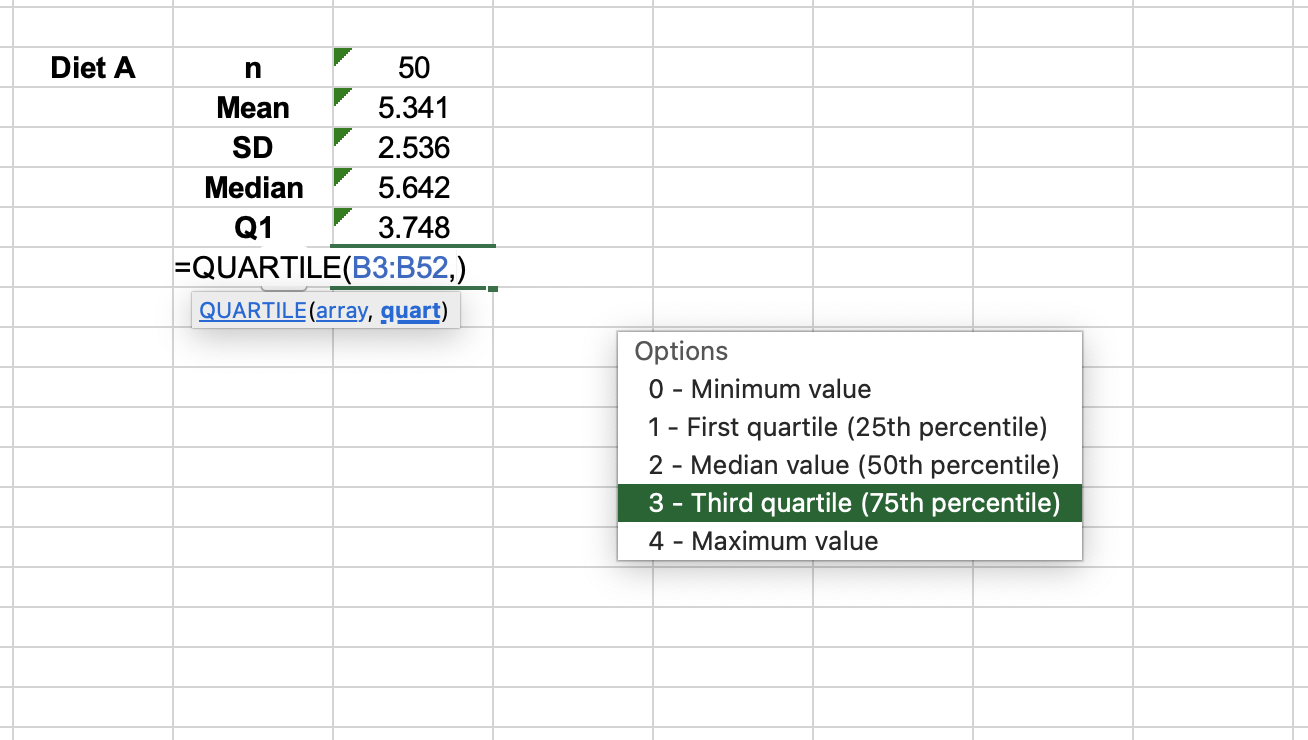 Diet A n 50
Mean 5.341
SD 2.536
Median 5.642
Q1 3.748
=QUARTILE(B3:B52,)
QUARTILE(array, quart)
Options
0 - Minimum value
1 - First quartile (25th percentile)
2 - Median value (50th percentile)
3 - Third quartile (75th percentile)
4 - Maximum value